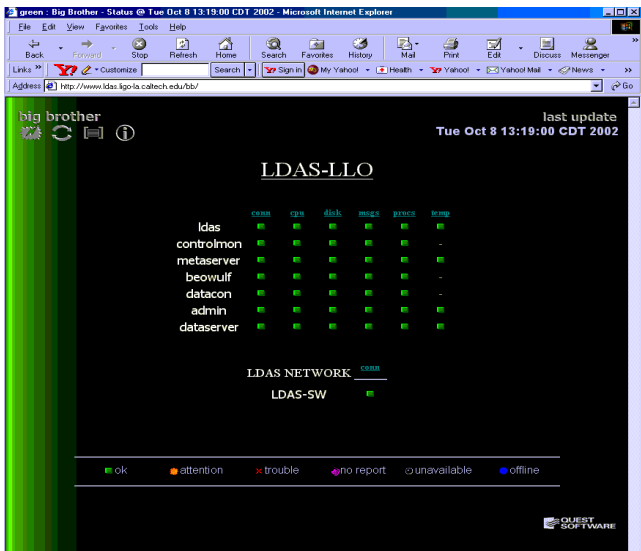 green : Big Brother - Status @ Tue Oct 8 13:19:00 CDT 2002 - Microsoft Internet Explorer
File Edit View Favorites Tools Help
Back Forward Stop Refresh Home Search Favorites History Mail Print Edit Discuss Messenger
Links » Y! Customize Search Y! Sign in My Yahoo! Health Y! Yahoo! Yahoo! Mail News »
Address http://www.ldas.ligo-la.caltech.edu/bb/ Go
big brother last update
Tue Oct 8 13:19:00 CDT 2002
LDAS-LLO
conn cpu disk msgs procs temp
ldas
controlmon -
metaserver
beowulf -
datacon -
admin
dataserver
LDAS NETWORK conn
LDAS-SW
ok attention trouble no report unavailable offline
QUEST
SOFTWARE